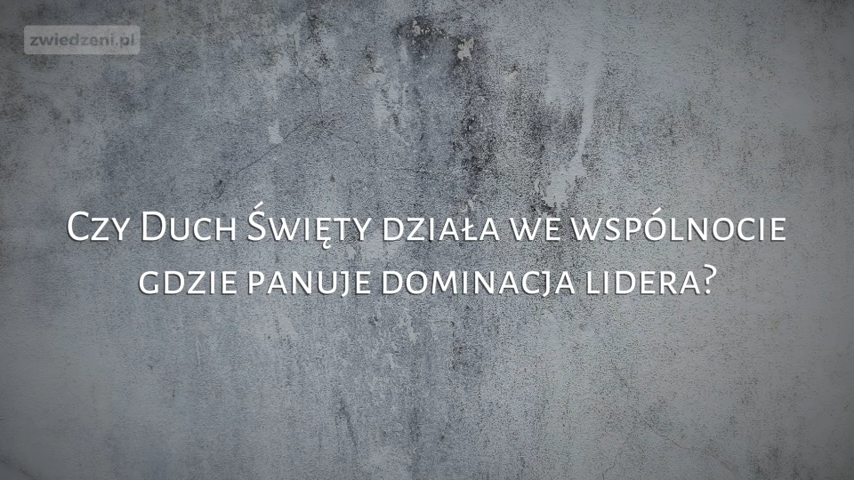 zwiedzeni.pl
Czy Duch Święty działa we wspólnocie
gdzie panuje dominacja lidera?